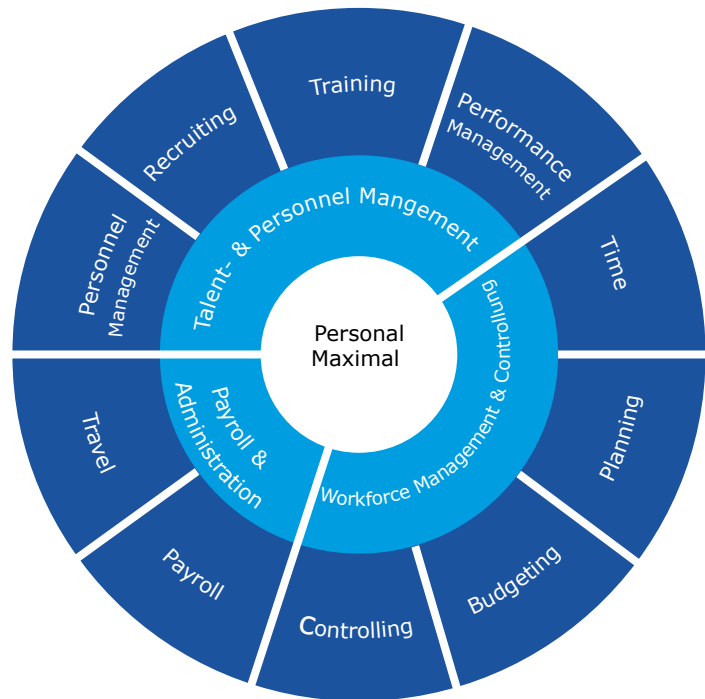 Personal
Maximal
Talent- & Personnel Mangement
Workforce Management & Controllung
Payroll &
Administration
Personnel
Management
Recruiting
Training
Performance
Management
Time
Planning
Budgeting
Controlling
Payroll
Travel